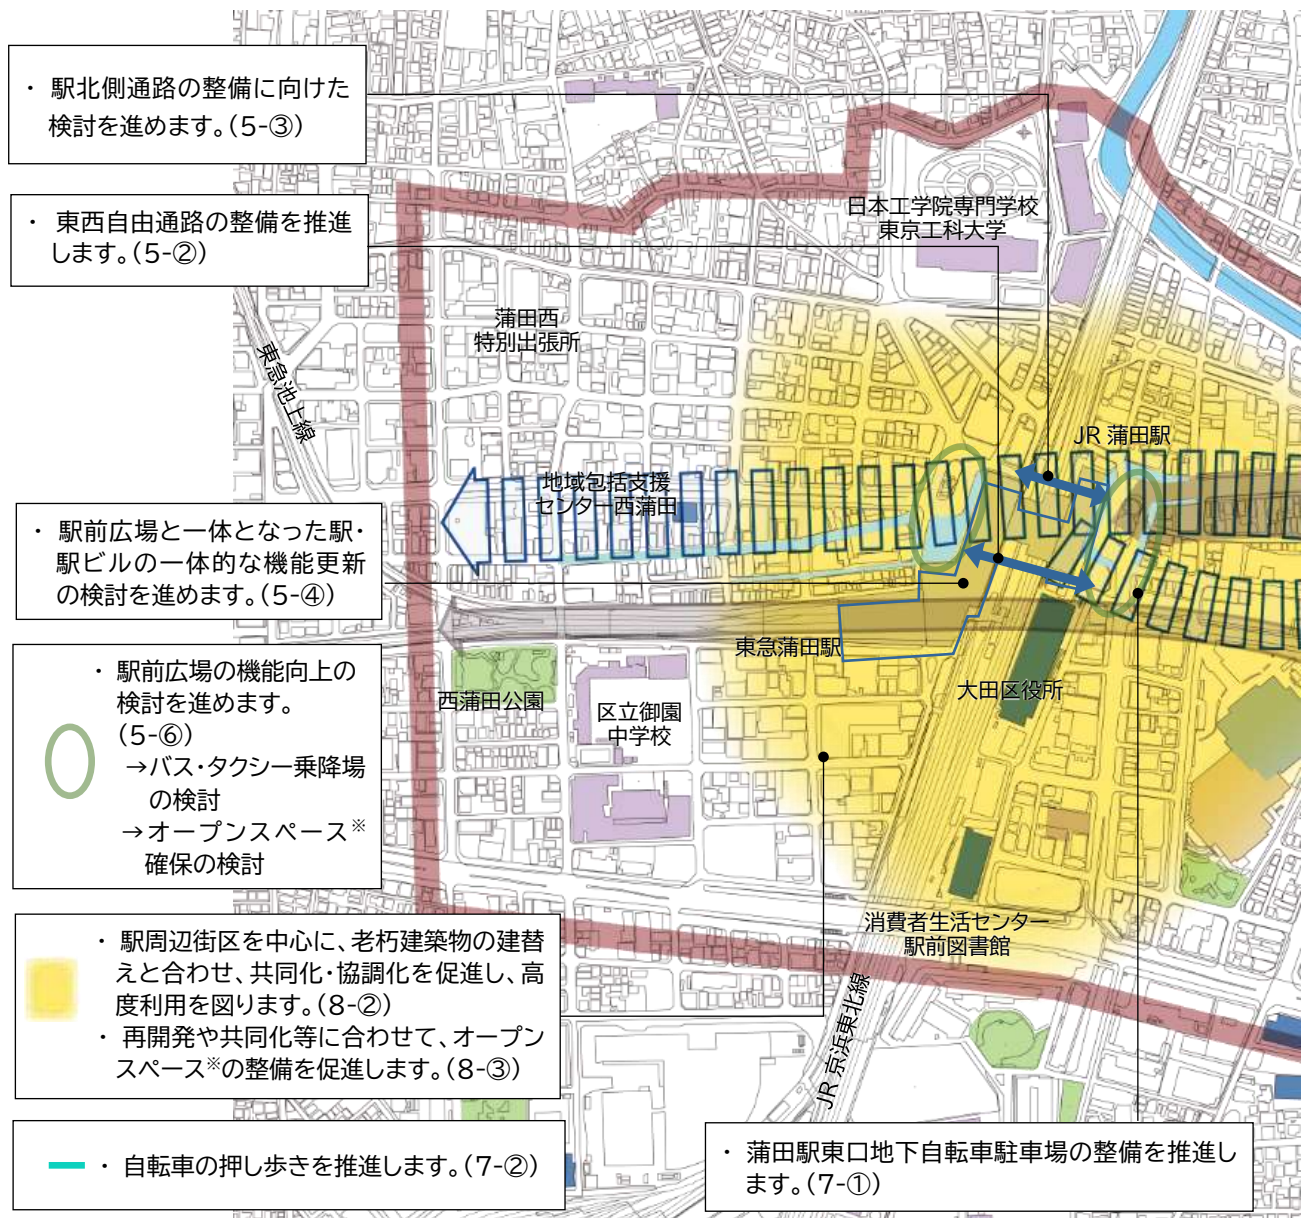 ・ 駅北側通路の整備に向けた
検討を進めます。(5-③)
・ 東西自由通路の整備を推進
します。(5-②)
・ 駅前広場と一体となった駅・
駅ビルの一体的な機能更新
の検討を進めます。(5-④)
・ 駅前広場の機能向上の
検討を進めます。
(5-⑥)
→バス・タクシー乗降場
の検討
→オープンスペース※
確保の検討
・ 駅周辺街区を中心に、老朽建築物の建替
えと合わせ、共同化・協調化を促進し、高
度利用を図ります。(8-②)
・ 再開発や共同化等に合わせて、オープン
スペース※の整備を促進します。(8-③)
・ 自転車の押し歩きを推進します。(7-②)
・ 蒲田駅東口地下自転車駐車場の整備を推進し
ます。(7-①)
日本工学院専門学校
東京工科大学
蒲田西
特別出張所
東急池上線
JR 蒲田駅
地域包括支援
センター西蒲田
東急蒲田駅
大田区役所
西蒲田公園
区立御園
中学校
消費者生活センター
駅前図書館
JR 京浜東北線